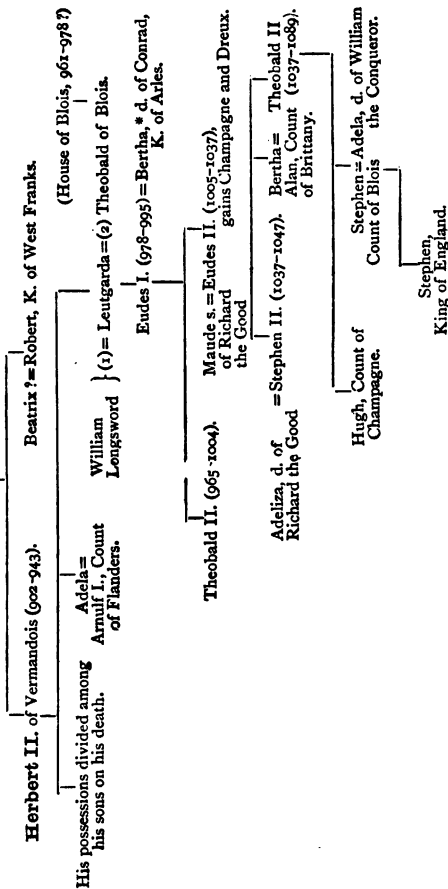 Herbert II. of Vermandois (902-943).
Beatrix ?=Robert, K. of West Franks.
(House of Blois, 961-978?)
His possessions divided among
his sons on his death.
Adela=
Arnulf I., Count
of Flanders.
William
Longsword
} (1)=Leutgarda=(2) Theobald of Blois.
Eudes I. (978-995)=Bertha,* d. of Conrad,
K. of Arles.
Theobald II. (965-1004).
Maude s.=Eudes II. (1005-1037),
of Richard
the Good
gains Champagne and Dreux.
Adeliza, d. of
Richard the Good
=Stephen II. (1037-1047).
Bertha=
Alan, Count
of Brittany.
Theobald II
(1037-1089).
Hugh, Count of
Champagne.
Stephen=Adela, d. of William
Count of Blois
the Conqueror.
Stephen,
King of England.